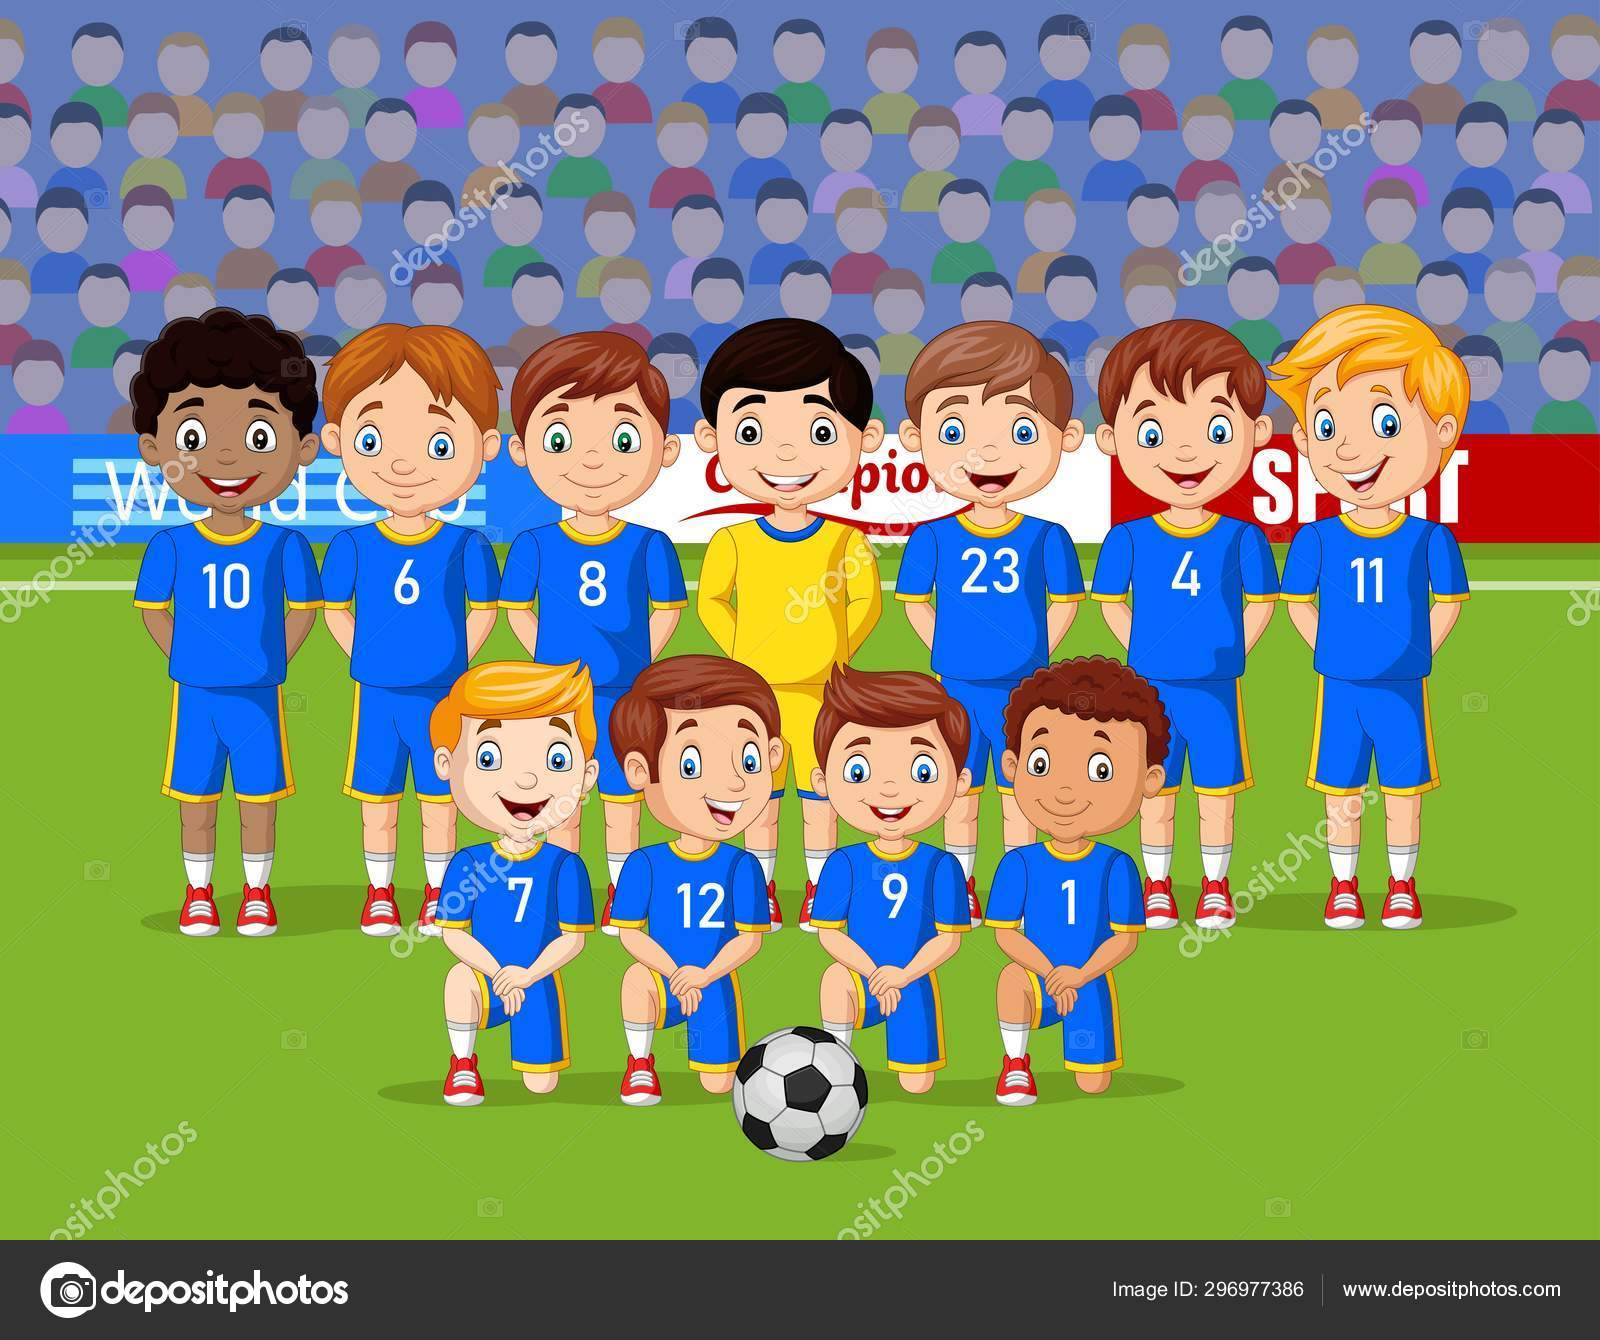 World Cup
SPORT
10 6 8 23 4 11
7 12 9 1
depositphotos
Image ID: 296977386 www.depositphotos.com